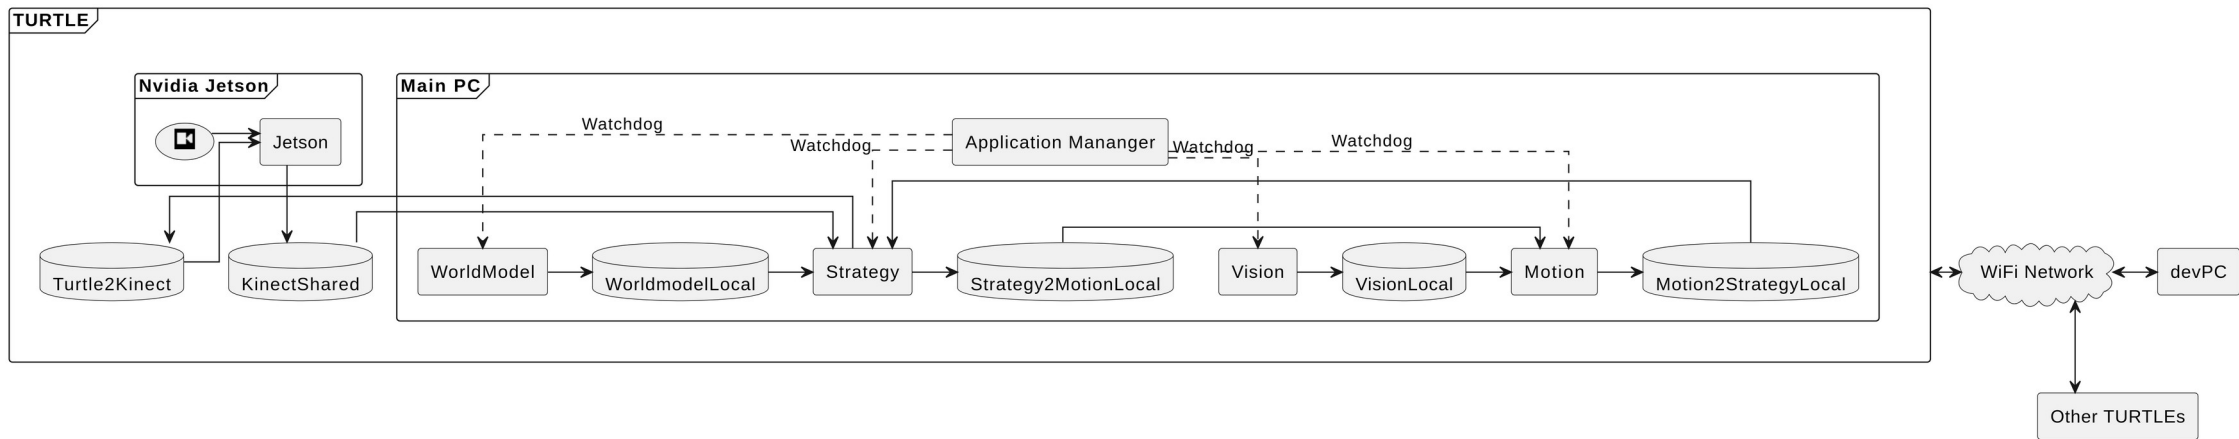 TURTLE
Nvidia Jetson
Main PC
Jetson
Watchdog
Watchdog
Application Mananger
Watchdog
Watchdog
Turtle2Kinect
KinectShared
WorldModel
WorldmodelLocal
Strategy
Strategy2MotionLocal
Vision
VisionLocal
Motion
Motion2StrategyLocal
WiFi Network
devPC
Other TURTLEs